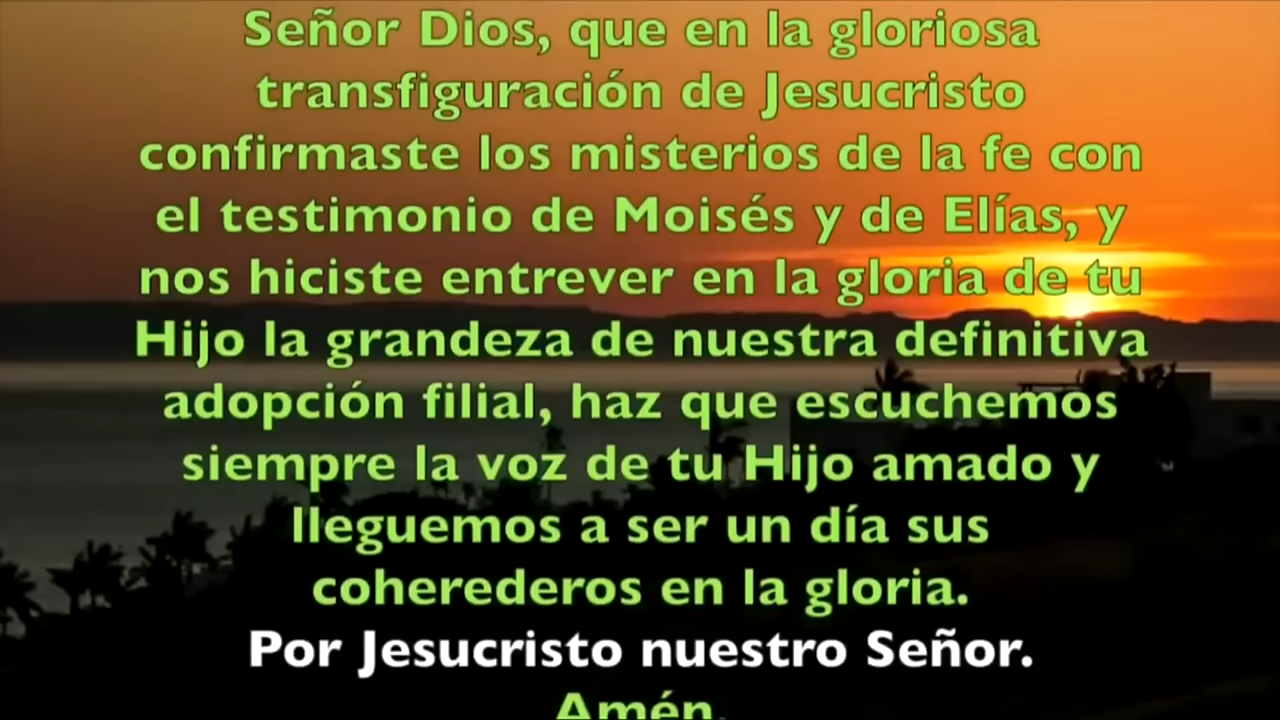 Señor Dios, que en la gloriosa
transfiguración de Jesucristo
confirmaste los misterios de la fe con
el testimonio de Moisés y de Elías, y
nos hiciste entrever en la gloria de tu
Hijo la grandeza de nuestra definitiva
adopción filial, haz que escuchemos
siempre la voz de tu Hijo amado y
lleguemos a ser un día sus
coherederos en la gloria.
Por Jesucristo nuestro Señor.
Amén.